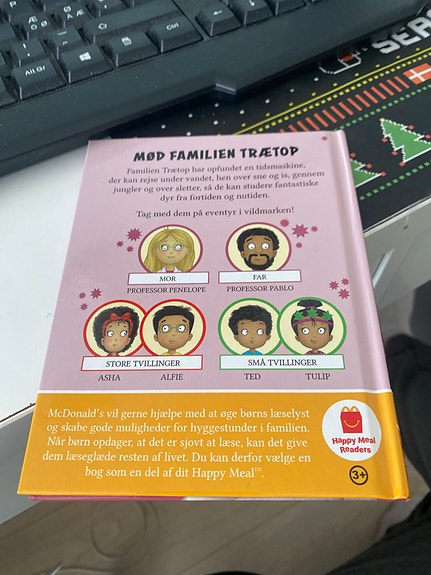 Alt Gr
SER
MØD FAMILIEN TRÆTOP
Familien Trætop har opfundet en tidsmaskine,
der kan rejse under vandet, hen over sne og is, gennem
jungler og over sletter, så de kan studere fantastiske
dyr fra fortiden og nutiden.
Tag med dem på eventyr i vildmarken!
MOR
PROFESSOR PENELOPE
FAR
PROFESSOR PABLO
STORE TVILLINGER
ASHA ALFIE
SMÅ TVILLINGER
TED TULIP
McDonald's vil gerne hjælpe med at øge børns læselyst
og skabe gode muligheder for hyggestunder i familien.
Når børn opdager, at det er sjovt at læse, kan det give
dem læseglæde resten af livet. Du kan derfor vælge en
bog som en del af dit Happy Meal™.
Happy Meal
Readers
3+